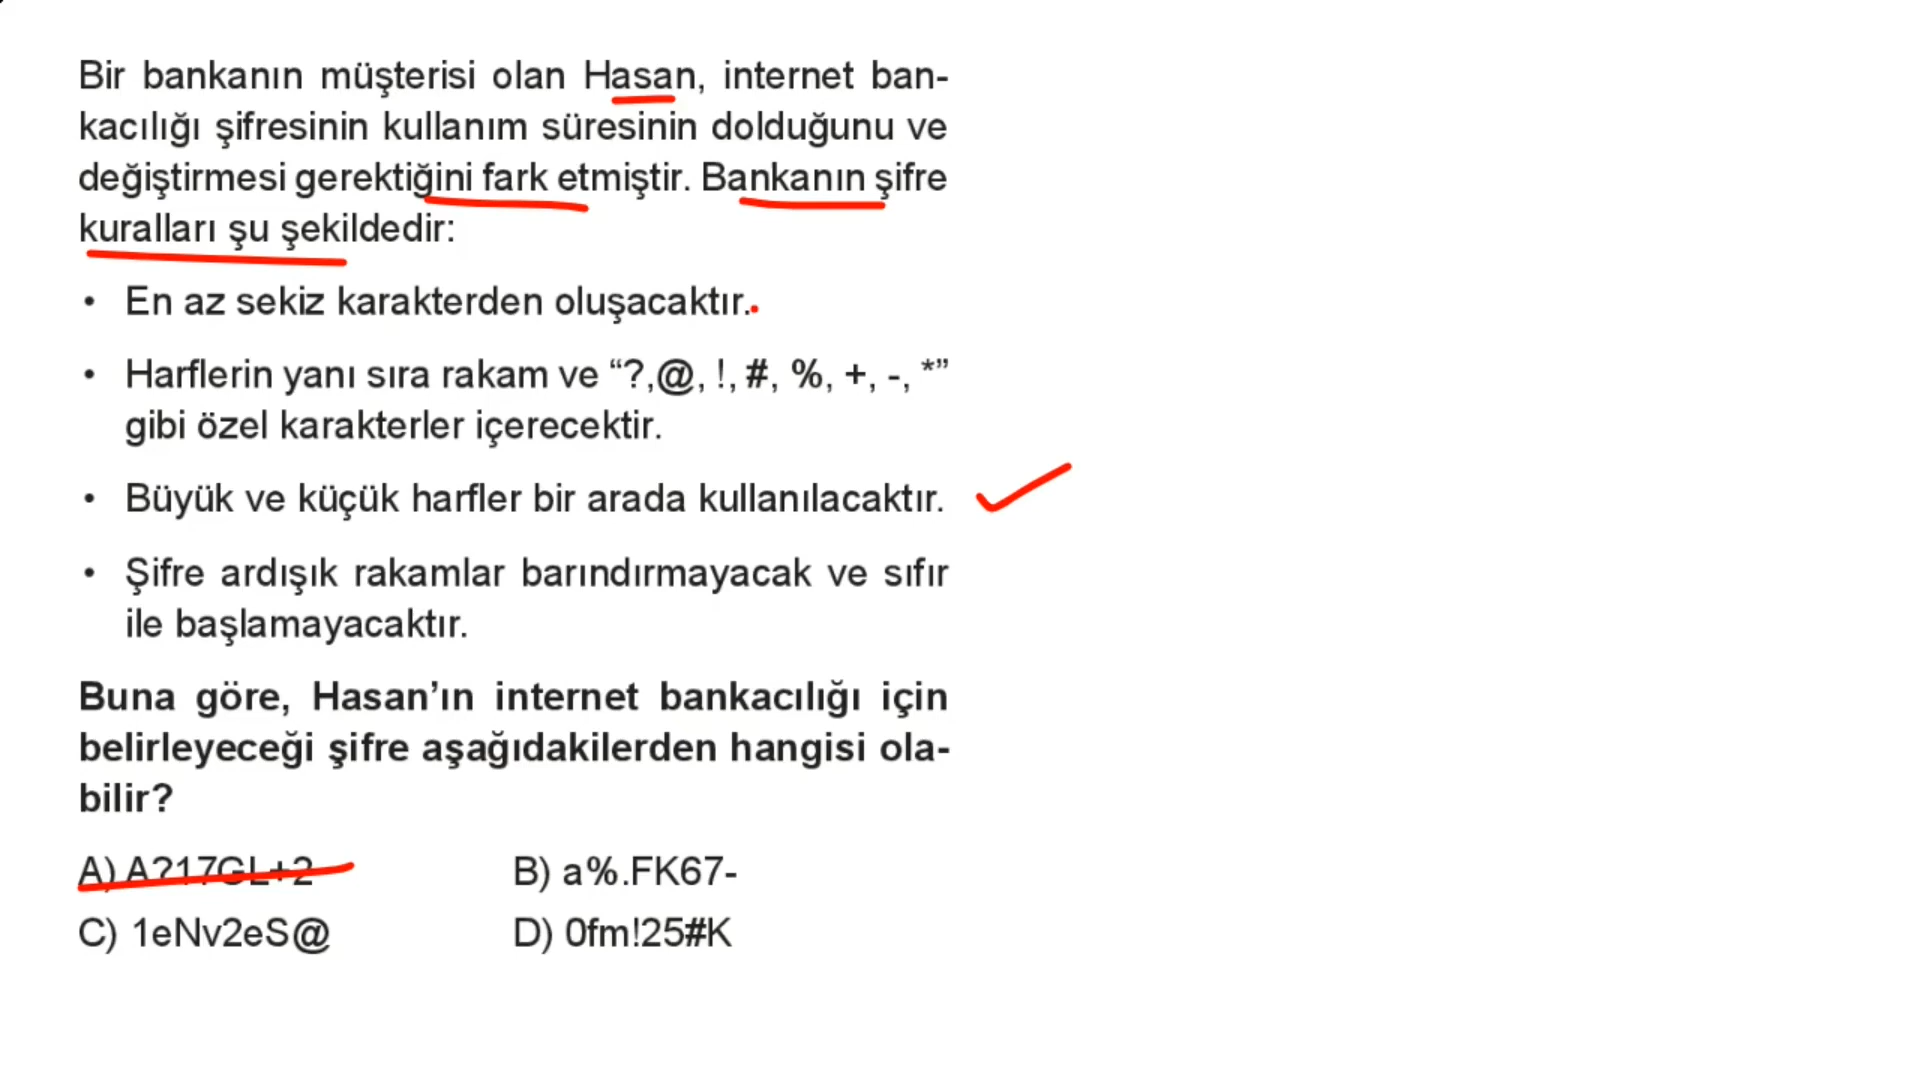 Bir bankanın müşterisi olan Hasan, internet ban-
kacılığı şifresinin kullanım süresinin dolduğunu ve
değiştirmesi gerektiğini fark etmiştir. Bankanın şifre
kuralları şu şekildedir:
• En az sekiz karakterden oluşacaktır.
• Harflerin yanı sıra rakam ve “?,@, !, #, %, +, -, *”
gibi özel karakterler içerecektir.
• Büyük ve küçük harfler bir arada kullanılacaktır.
• Şifre ardışık rakamlar barındırmayacak ve sıfır
ile başlamayacaktır.
Buna göre, Hasan’ın internet bankacılığı için
belirleyeceği şifre aşağıdakilerden hangisi ola-
bilir?
A) A?17GL+2 B) a%.FK67-
C) 1eNv2eS@ D) 0fm!25#K